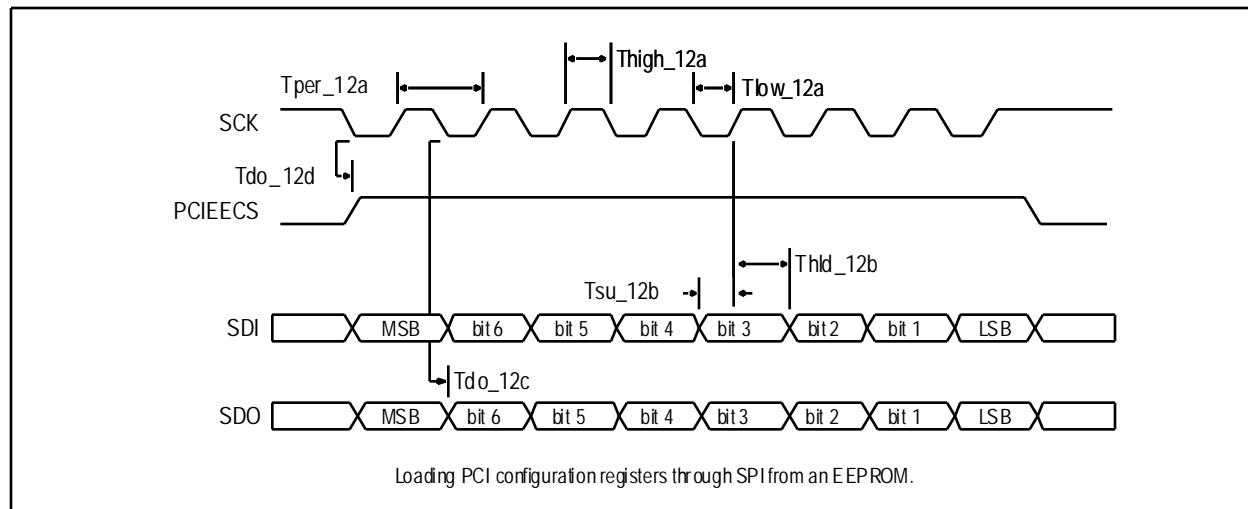 Thigh_12a
Tper_12a
Tlow_12a
SCK
Tdo_12d
PCIEECS
Thld_12b
Tsu_12b
SDI MSB bit 6 bit 5 bit 4 bit 3 bit 2 bit 1 LSB
Tdo_12c
SDO MSB bit 6 bit 5 bit 4 bit 3 bit 2 bit 1 LSB
Loading PCI configuration registers through SPI from an EEPROM.